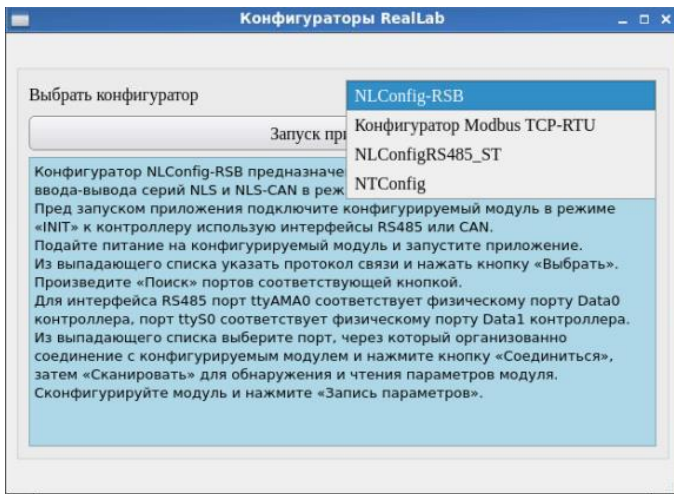 Конфигураторы RealLab
Выбрать конфигуратор
NLConfig-RSB
Конфигуратор Modbus TCP-RTU
NLConfigRS485_ST
NTConfig
Запуск
Конфигуратор NLConfig-RSB
ввода-вывода серий NLS и NLS-CAN в
Пред запуском приложения подключите конфигурируемый модуль в режиме
«INIT» к контроллеру использую интерфейсы RS485 или CAN.
Подайте питание на конфигурируемый модуль и запустите приложение.
Из выпадающего списка указать протокол связи и нажать кнопку «Выбрать».
Произведите «Поиск» портов соответствующей кнопкой.
Для интерфейса RS485 порт ttyAMA0 соответствует физическому порту Data0
контроллера, порт ttyS0 соответствует физическому порту Data1 контроллера.
Из выпадающего списка выберите порт, через который организованно
соединение с конфигурируемым модулем и нажмите кнопку «Соединиться»,
затем «Сканировать» для обнаружения и чтения параметров модуля.
Сконфигурируйте модуль и нажмите «Запись параметров».